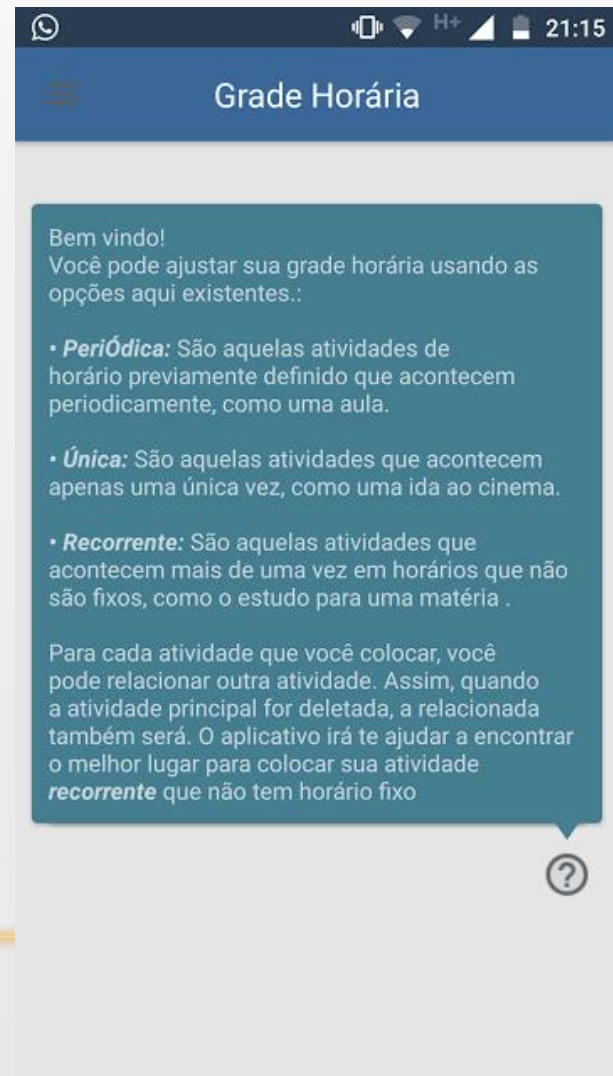 H+ 21:15
Grade Horária
Bem vindo!
Você pode ajustar sua grade horária usando as
opções aqui existentes.:
• PeriÓdica: São aquelas atividades de
horário previamente definido que acontecem
periodicamente, como uma aula.
• Única: São aquelas atividades que acontecem
apenas uma única vez, como uma ida ao cinema.
• Recorrente: São aquelas atividades que
acontecem mais de uma vez em horários que não
são fixos, como o estudo para uma matéria .
Para cada atividade que você colocar, você
pode relacionar outra atividade. Assim, quando
a atividade principal for deletada, a relacionada
também será. O aplicativo irá te ajudar a encontrar
o melhor lugar para colocar sua atividade
recorrente que não tem horário fixo
?